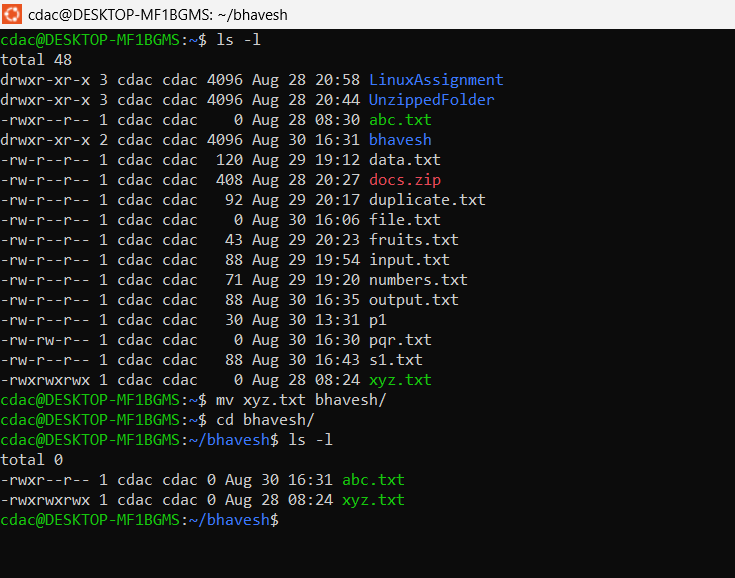 cdac@DESKTOP-MF1BGMS: ~/bhavesh
cdac@DESKTOP-MF1BGMS:~$ ls -l
total 48
drwxr-xr-x 3 cdac cdac 4096 Aug 28 20:58 LinuxAssignment
drwxr-xr-x 3 cdac cdac 4096 Aug 28 20:44 UnzippedFolder
-rwxr--r-- 1 cdac cdac    0 Aug 28 08:30 abc.txt
drwxr-xr-x 2 cdac cdac 4096 Aug 30 16:31 bhavesh
-rw-r--r-- 1 cdac cdac  120 Aug 29 19:12 data.txt
-rw-r--r-- 1 cdac cdac  408 Aug 28 20:27 docs.zip
-rw-r--r-- 1 cdac cdac   92 Aug 29 20:17 duplicate.txt
-rw-r--r-- 1 cdac cdac    0 Aug 30 16:06 file.txt
-rw-r--r-- 1 cdac cdac   43 Aug 29 20:23 fruits.txt
-rw-r--r-- 1 cdac cdac   88 Aug 29 19:54 input.txt
-rw-r--r-- 1 cdac cdac   71 Aug 29 19:20 numbers.txt
-rw-r--r-- 1 cdac cdac   88 Aug 30 16:35 output.txt
-rw-r--r-- 1 cdac cdac   30 Aug 30 13:31 p1
-rw-rw-r-- 1 cdac cdac    0 Aug 30 16:30 pqr.txt
-rw-r--r-- 1 cdac cdac   88 Aug 30 16:43 s1.txt
-rwxrwxrwx 1 cdac cdac    0 Aug 28 08:24 xyz.txt
cdac@DESKTOP-MF1BGMS:~$ mv xyz.txt bhavesh/
cdac@DESKTOP-MF1BGMS:~$ cd bhavesh/
cdac@DESKTOP-MF1BGMS:~/bhavesh$ ls -l
total 0
-rwxr--r-- 1 cdac cdac 0 Aug 30 16:31 abc.txt
-rwxrwxrwx 1 cdac cdac 0 Aug 28 08:24 xyz.txt
cdac@DESKTOP-MF1BGMS:~/bhavesh$